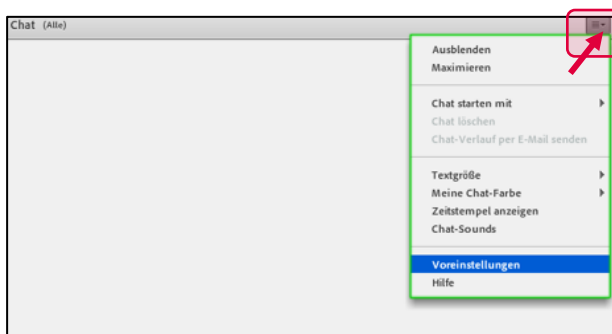 Chat (Alle)
Ausblenden
Maximieren
Chat starten mit
Chat löschen
Chat-Verlauf per E-Mail senden
Textgröße
Meine Chat-Farbe
Zeitstempel anzeigen
Chat-Sounds
Voreinstellungen
Hilfe